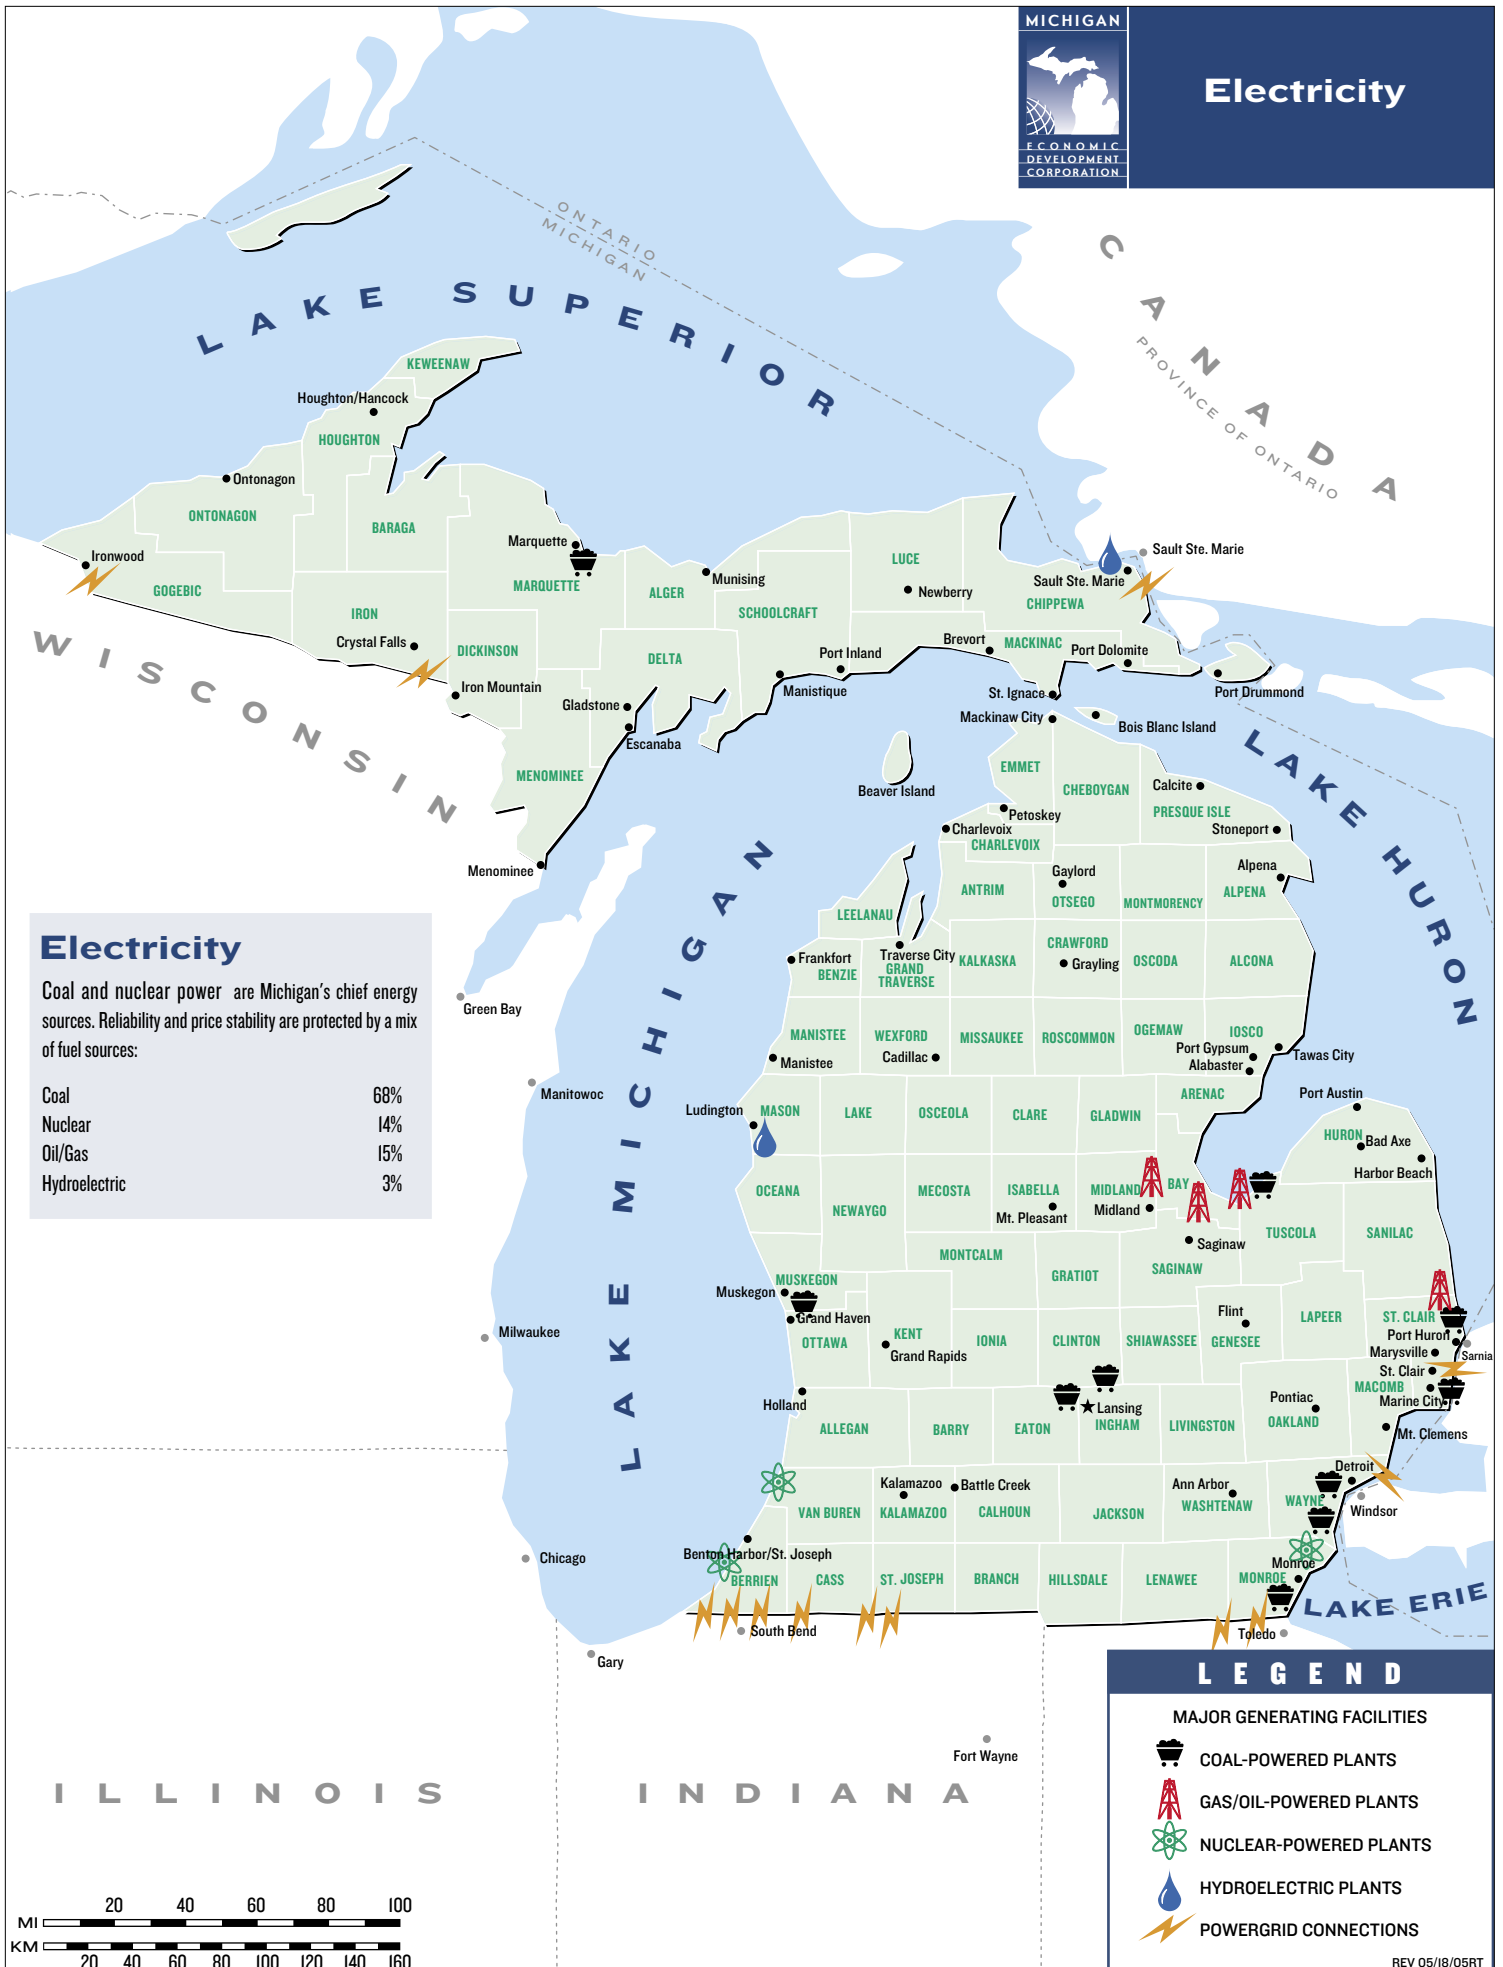 MICHIGAN
ECONOMIC
DEVELOPMENT
CORPORATION
Electricity
ONTARIO
MICHIGAN
CANADA
PROVINCE OF ONTARIO
LAKE SUPERIOR
KEWEENAW
Houghton/Hancock
HOUGHTON
Ontonagon
ONTONAGON
BARAGA
Ironwood
GOGEBIC
IRON
Crystal Falls
Marquette
MARQUETTE
DICKINSON
Iron Mountain
ALGER
Munising
SCHOOLCRAFT
LUCE
Newberry
DELTA
Gladstone
Escanaba
Manistique
Port Inland
Brevort
MACKINAC
Sault Ste. Marie
Sault Ste. Marie
CHIPPEWA
Port Dolomite
Port Drummond
St. Ignace
Mackinaw City
Bois Blanc Island
MENOMINEE
Menominee
WISCONSIN
Beaver Island
LAKE HURON
LAKE MICHIGAN
EMMET
CHEBOYGAN
Calcite
PRESQUE ISLE
Stoneport
Petoskey
Charlevoix
CHARLEVOIX
ANTRIM
Gaylord
OTSEGO
MONTMORENCY
Alpena
ALPENA
LEELANAU
Traverse City
GRAND
TRAVERSE
Frankfort
BENZIE
KALKASKA
CRAWFORD
Grayling
OSCODA
ALCONA
MANISTEE
Manistee
WEXFORD
Cadillac
MISSAUKEE
ROSCOMMON
OGEMAW
IOSCO
Port Gypsum
Alabaster
Tawas City
Ludington
MASON
LAKE
OSCEOLA
CLARE
GLADWIN
ARENAC
Port Austin
HURON
Bad Axe
Harbor Beach
OCEANA
NEWAYGO
MECOSTA
ISABELLA
Mt. Pleasant
MIDLAND
Midland
BAY
Saginaw
SAGINAW
TUSCOLA
SANILAC
MONTCALM
GRATIOT
MUSKEGON
Muskegon
Grand Haven
OTTAWA
KENT
Grand Rapids
IONIA
CLINTON
SHIAWASSEE
Flint
GENESEE
LAPEER
ST. CLAIR
Port Huron
Marysville
Sarnia
St. Clair
MACOMB
Marine City
Mt. Clemens
Holland
ALLEGAN
BARRY
EATON
Lansing
INGHAM
LIVINGSTON
Pontiac
OAKLAND
VAN BUREN
Kalamazoo
KALAMAZOO
Battle Creek
CALHOUN
JACKSON
Ann Arbor
WASHTENAW
Detroit
WAYNE
Windsor
Benton Harbor/St. Joseph
BERRIEN
CASS
ST. JOSEPH
BRANCH
HILLSDALE
LENAWEE
Monroe
MONROE
LAKE ERIE
South Bend
Toledo
Gary
Chicago
Milwaukee
Manitowoc
Green Bay
Fort Wayne
ILLINOIS
INDIANA
Electricity
Coal and nuclear power are Michigan's chief energy
sources. Reliability and price stability are protected by a mix
of fuel sources:
Coal 68%
Nuclear 14%
Oil/Gas 15%
Hydroelectric 3%
LEGEND
MAJOR GENERATING FACILITIES
COAL-POWERED PLANTS
GAS/OIL-POWERED PLANTS
NUCLEAR-POWERED PLANTS
HYDROELECTRIC PLANTS
POWERGRID CONNECTIONS
REV 05/18/05RT
20 40 60 80 100
MI
KM
20 40 60 80 100 120 140 160